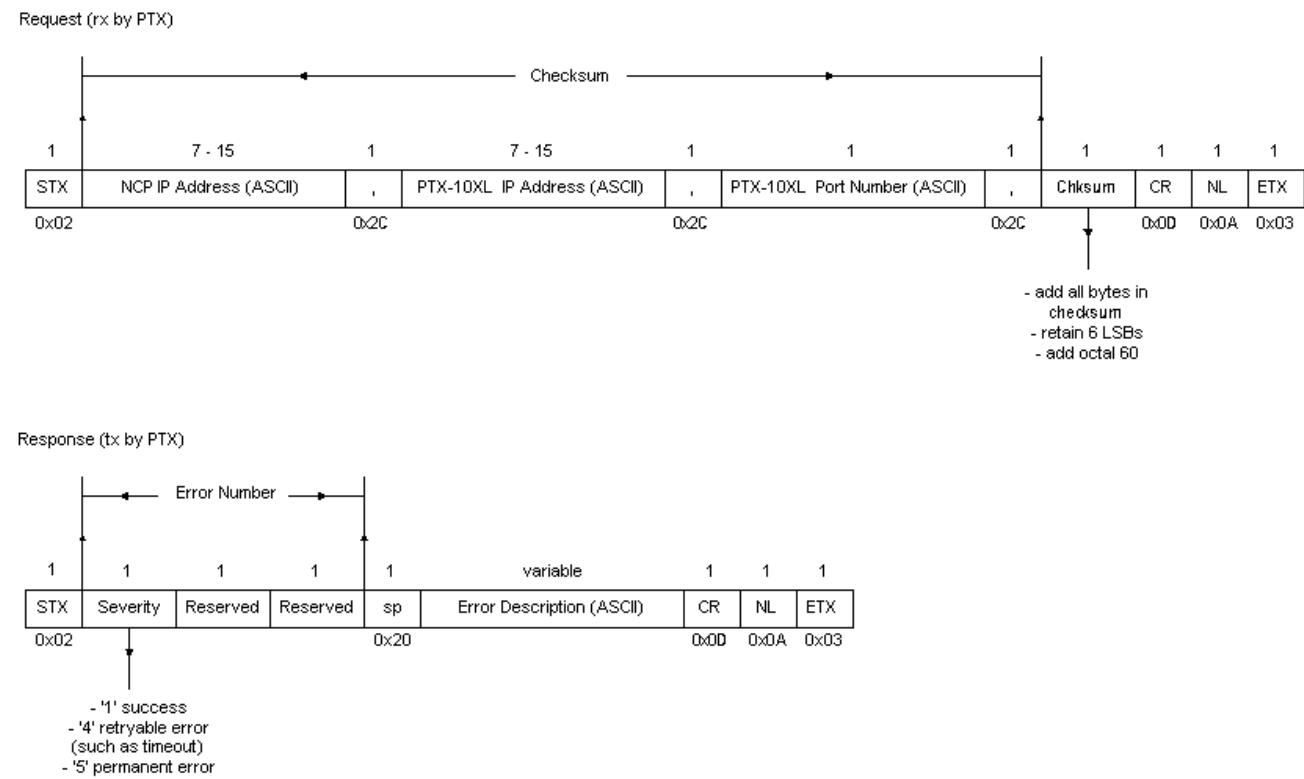 Request (rx by PTX)
Checksum
1 7 - 15 1 7 - 15 1 1 1 1 1 1 1
STX NCP IP Address (ASCII) , PTX-10XL IP Address (ASCII) , PTX-10XL Port Number (ASCII) , Chksum CR NL ETX
0x02 0x2C 0x2C 0x2C 0x0D 0x0A 0x03
- add all bytes in
checksum
- retain 6 LSBs
- add octal 60
Response (tx by PTX)
Error Number
1 1 1 1 1 variable 1 1 1
STX Severity Reserved Reserved sp Error Description (ASCII) CR NL ETX
0x02 0x20 0x0D 0x0A 0x03
- '1' success
- '4' retryable error
(such as timeout)
- '5' permanent error